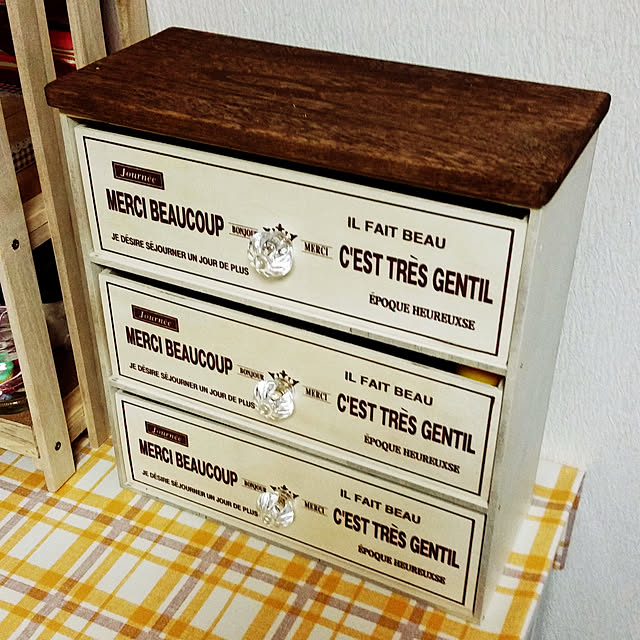 Journée
MERCI BEAUCOUP
BONJOUR
JE DÉSIRE SÉJOURNER UN JOUR DE PLUS
MERCI
IL FAIT BEAU
C'EST TRÈS GENTIL
ÉPOQUE HEUREUXSE
Journée
MERCI BEAUCOUP
BONJOUR
JE DÉSIRE SÉJOURNER UN JOUR DE PLUS
MERCI
IL FAIT BEAU
C'EST TRÈS GENTIL
ÉPOQUE HEUREUXSE
Journée
MERCI BEAUCOUP
BONJOUR
JE DÉSIRE SÉJOURNER UN JOUR DE PLUS
MERCI
IL FAIT BEAU
C'EST TRÈS GENTIL
ÉPOQUE HEUREUXSE